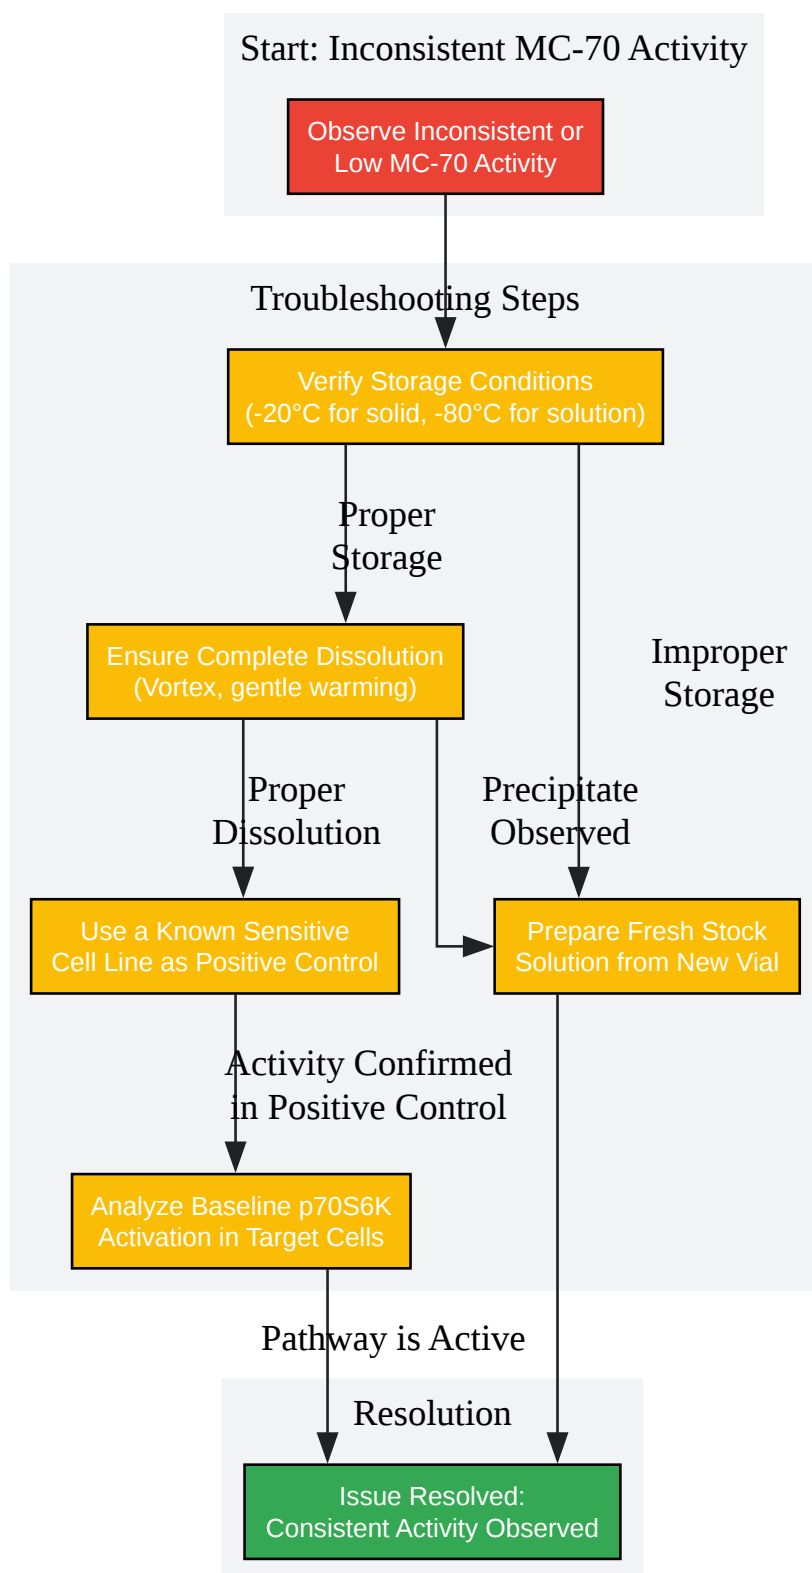 Start: Inconsistent MC-70 Activity
Observe Inconsistent or
Low MC-70 Activity
Troubleshooting Steps
Verify Storage Conditions
(-20°C for solid, -80°C for solution)
Proper
Storage
Improper
Storage
Ensure Complete Dissolution
(Vortex, gentle warming)
Proper
Dissolution
Precipitate
Observed
Use a Known Sensitive
Cell Line as Positive Control
Prepare Fresh Stock
Solution from New Vial
Activity Confirmed
in Positive Control
Analyze Baseline p70S6K
Activation in Target Cells
Pathway is Active
Resolution
Issue Resolved:
Consistent Activity Observed